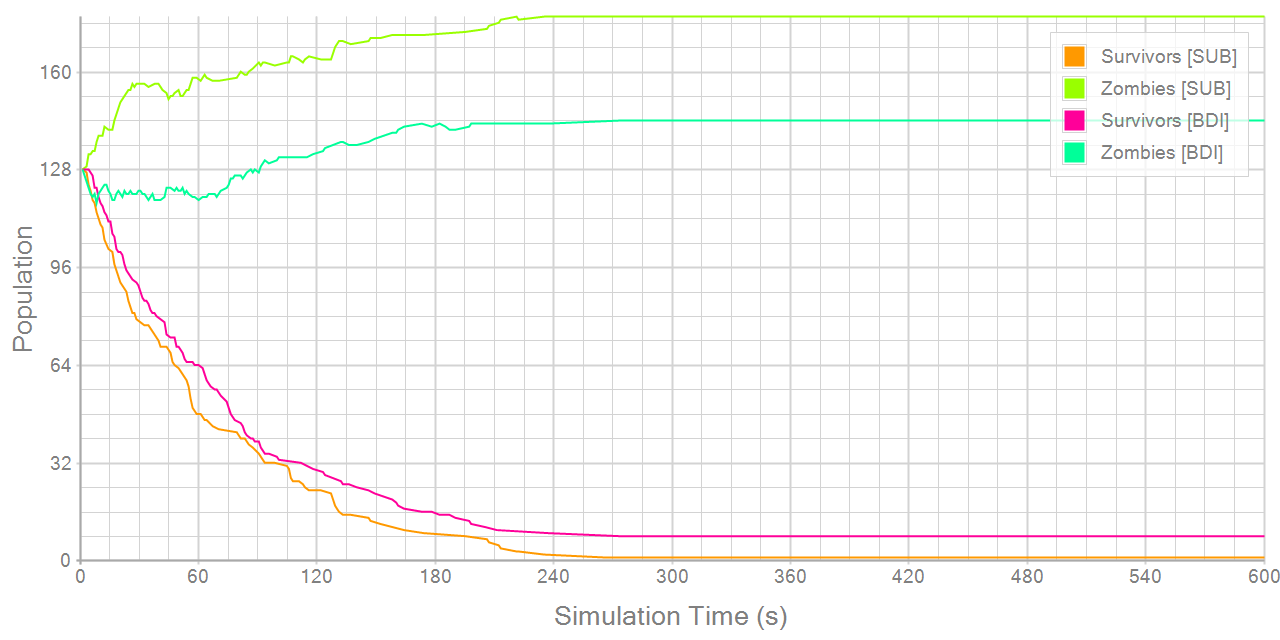 160
128
96
64
32
0
Population
0 60 120 180 240 300 360 420 480 540 600
Simulation Time (s)
Survivors [SUB]
Zombies [SUB]
Survivors [BDI]
Zombies [BDI]